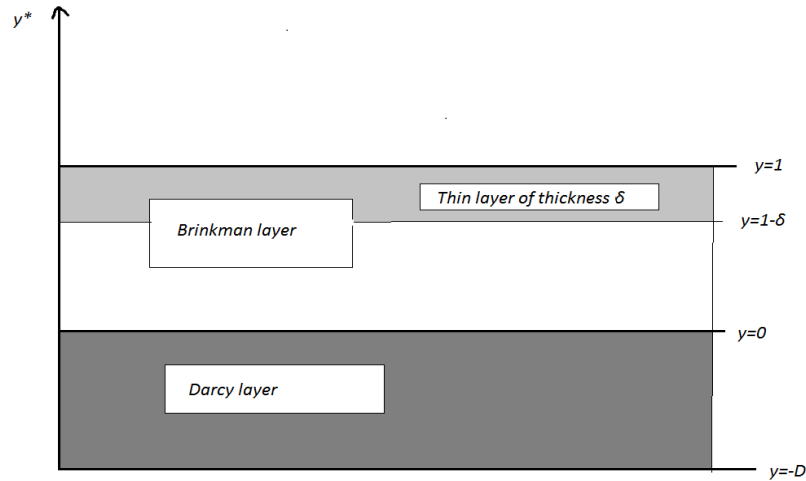 y*
y=1
Thin layer of thickness δ
y=1-δ
Brinkman layer
y=0
Darcy layer
y=-D